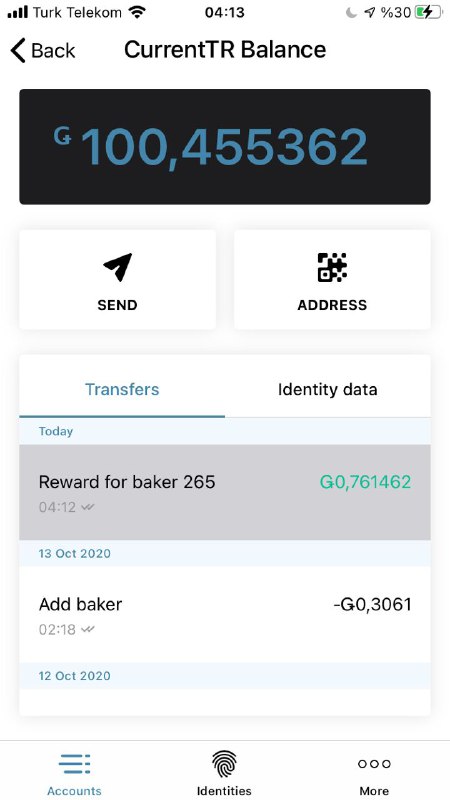 Turk Telekom 04:13 %30
Back CurrentTR Balance
Ǥ 100,455362
SEND ADDRESS
Transfers Identity data
Today
Reward for baker 265 Ǥ0,761462
04:12
13 Oct 2020
Add baker -Ǥ0,3061
02:18
12 Oct 2020
Accounts Identities More